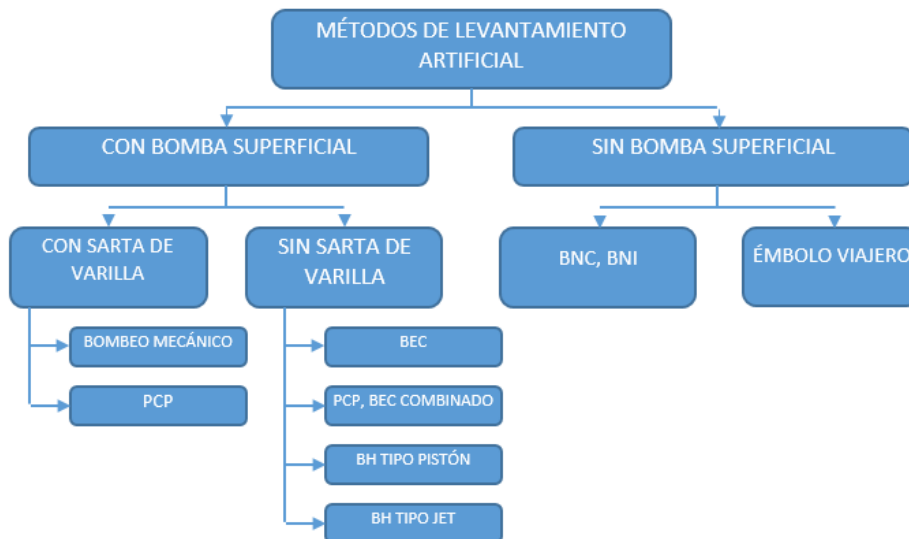 MÉTODOS DE LEVANTAMIENTO
ARTIFICIAL
CON BOMBA SUPERFICIAL
SIN BOMBA SUPERFICIAL
CON SARTA DE
VARILLA
SIN SARTA DE
VARILLA
BNC, BNI
ÉMBOLO VIAJERO
BOMBEO MECÁNICO
PCP
BEC
PCP, BEC COMBINADO
BH TIPO PISTÓN
BH TIPO JET